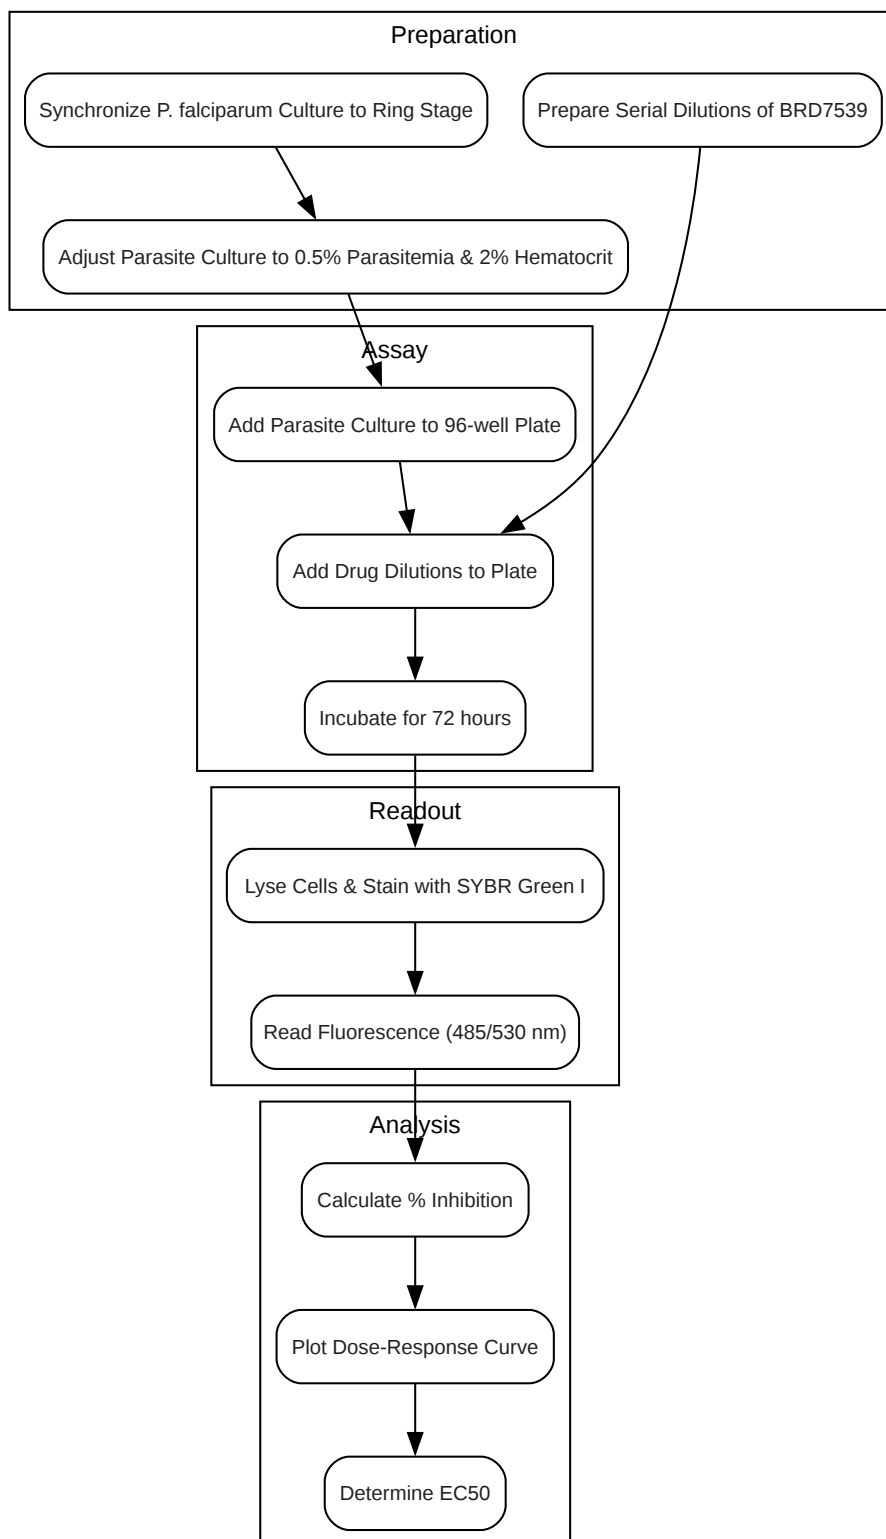 Preparation
Synchronize P. falciparum Culture to Ring Stage
Prepare Serial Dilutions of BRD7539
Adjust Parasite Culture to 0.5% Parasitemia & 2% Hematocrit
Assay
Add Parasite Culture to 96-well Plate
Add Drug Dilutions to Plate
Incubate for 72 hours
Readout
Lyse Cells & Stain with SYBR Green I
Read Fluorescence (485/530 nm)
Analysis
Calculate % Inhibition
Plot Dose-Response Curve
Determine EC50